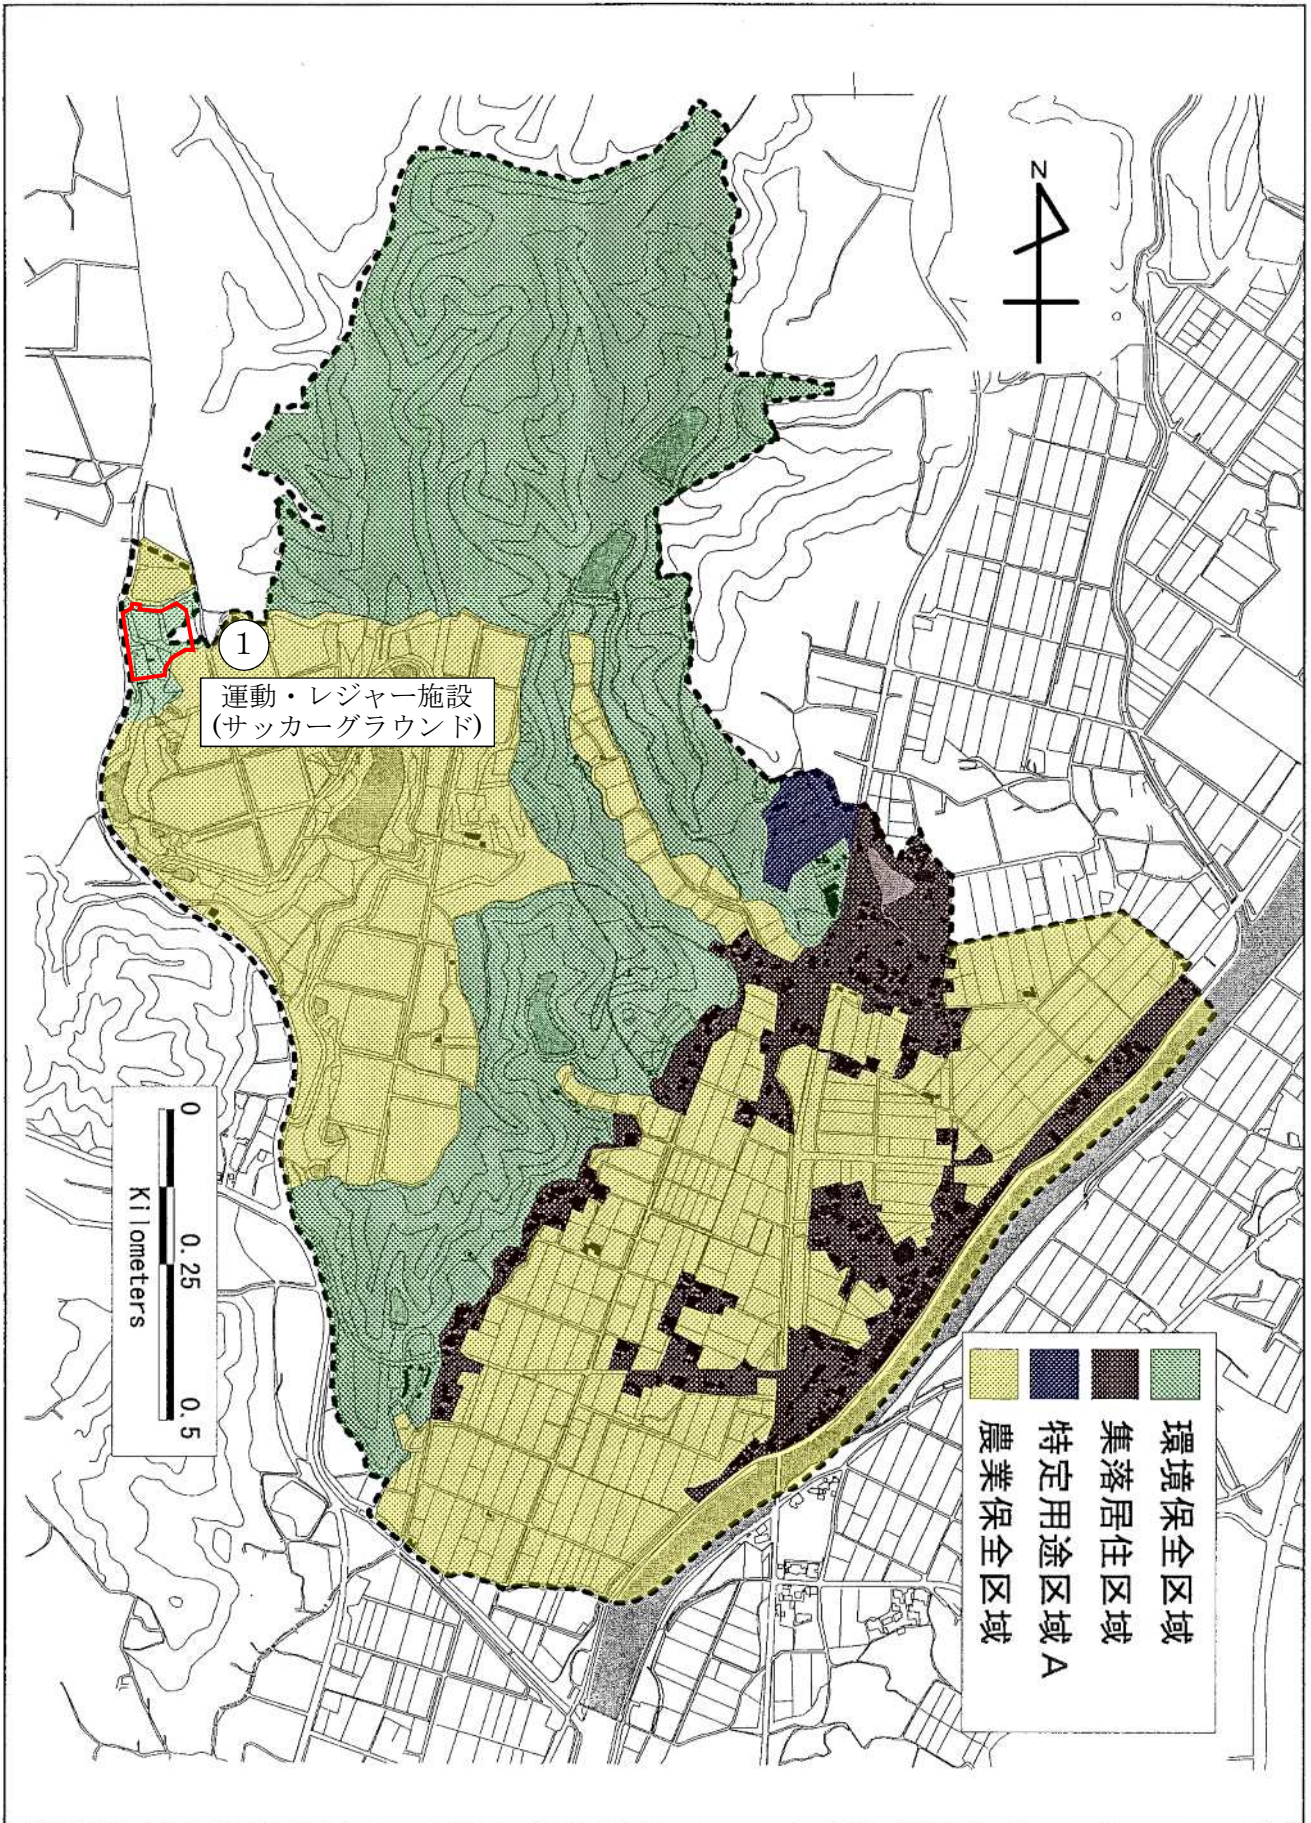 N
①
運動・レジャー施設
(サッカーグラウンド)
環境保全区域
集落居住区域
特定用途区域A
農業保全区域
0 0.25 0.5
Kilometers